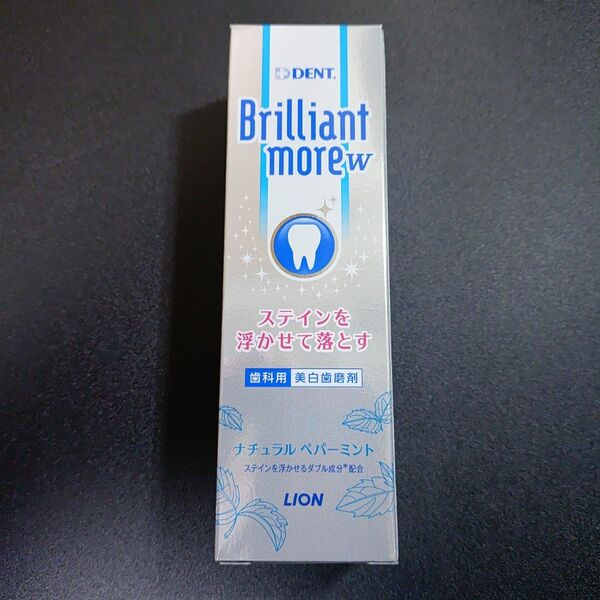 DENT.
Brilliant
more W
ステインを
浮かせて落とす
歯科用 美白歯磨剤
ナチュラル ペパーミント
ステインを浮かせるダブル成分※配合
LION